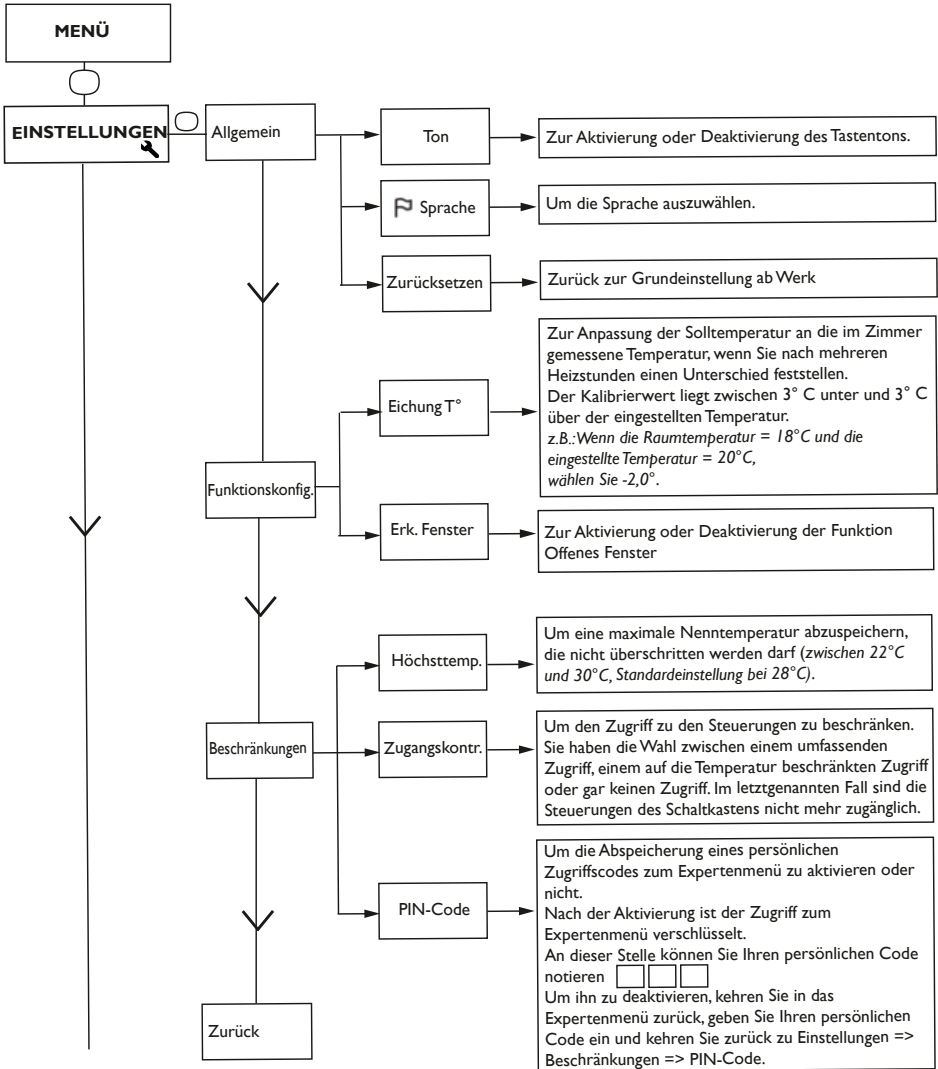 MENÜ
EINSTELLUNGEN
Allgemein
Ton
Zur Aktivierung oder Deaktivierung des Tastentons.
Sprache
Um die Sprache auszuwählen.
Zurücksetzen
Zurück zur Grundeinstellung ab Werk
Funktionskonfig.
Eichung T°
Zur Anpassung der Solltemperatur an die im Zimmer
gemessene Temperatur, wenn Sie nach mehreren
Heizstunden einen Unterschied feststellen.
Der Kalibrierwert liegt zwischen 3° C unter und 3° C
über der eingestellten Temperatur.
z.B.:Wenn die Raumtemperatur = 18°C und die
eingestellte Temperatur = 20°C,
wählen Sie -2,0°.
Erk. Fenster
Zur Aktivierung oder Deaktivierung der Funktion
Offenes Fenster
Beschränkungen
Höchsttemp.
Um eine maximale Nenntemperatur abzuspeichern,
die nicht überschritten werden darf (zwischen 22°C
und 30°C, Standardeinstellung bei 28°C).
Zugangskontr.
Um den Zugriff zu den Steuerungen zu beschränken.
Sie haben die Wahl zwischen einem umfassenden
Zugriff, einem auf die Temperatur beschränkten Zugriff
oder gar keinen Zugriff. Im letztgenannten Fall sind die
Steuerungen des Schaltkastens nicht mehr zugänglich.
PIN-Code
Um die Abspeicherung eines persönlichen
Zugriffscodes zum Expertenmenü zu aktivieren oder
nicht.
Nach der Aktivierung ist der Zugriff zum
Expertenmenü verschlüsselt.
An dieser Stelle können Sie Ihren persönlichen Code
notieren
Um ihn zu deaktivieren, kehren Sie in das
Expertenmenü zurück, geben Sie Ihren persönlichen
Code ein und kehren Sie zurück zu Einstellungen =>
Beschränkungen => PIN-Code.
Zurück